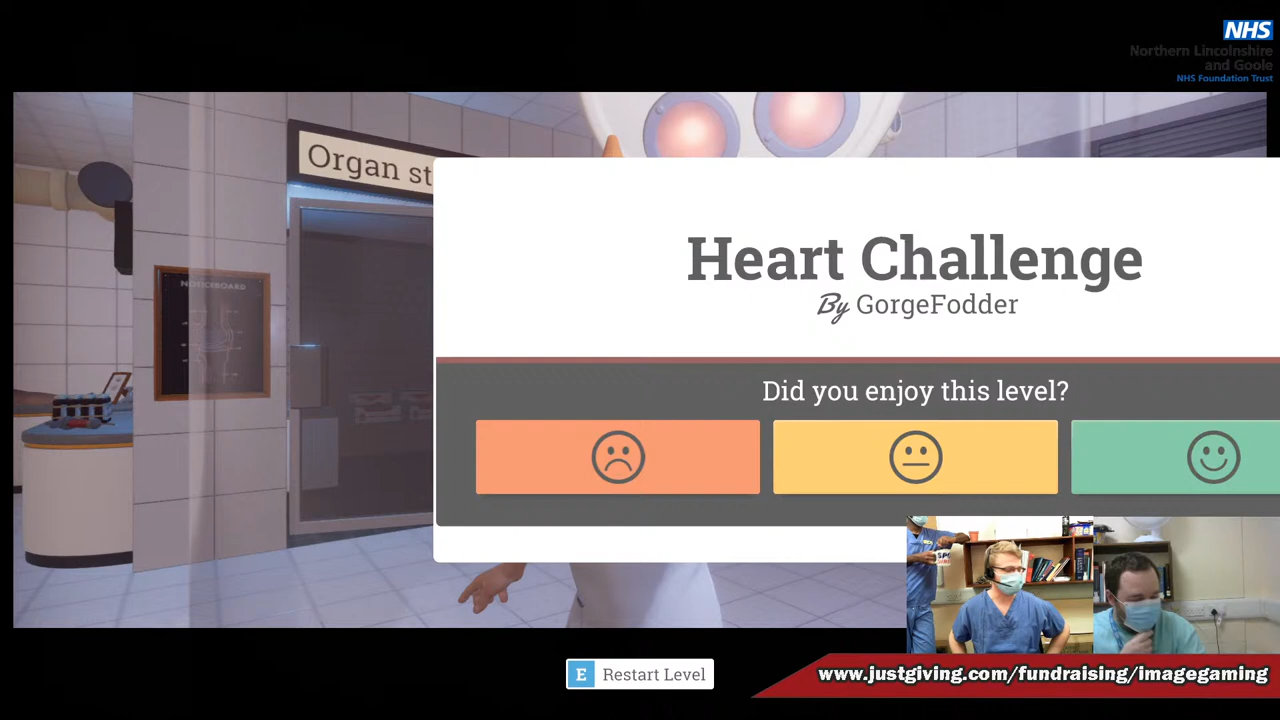 NHS
Northern Lincolnshire
and Goole
NHS Foundation Trust
Organ st
NOTICEBOARD
Heart Challenge
By GorgeFodder
Did you enjoy this level?
E Restart Level
www.justgiving.com/fundraising/imagegaming